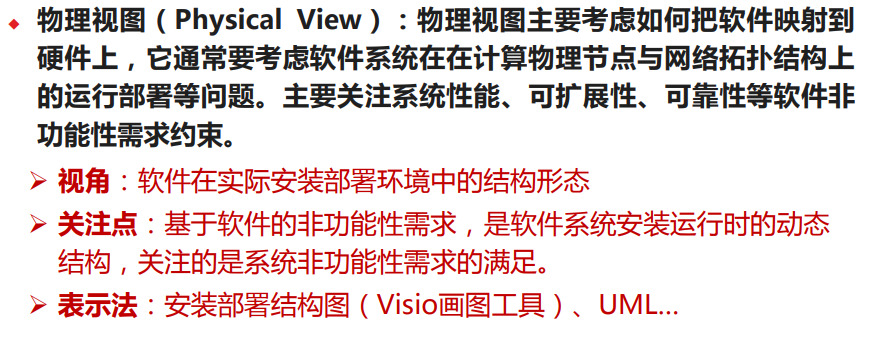 物理视图（Physical View）：物理视图主要考虑如何把软件映射到
硬件上，它通常要考虑软件系统在在计算物理节点与网络拓扑结构上
的运行部署等问题。主要关注系统性能、可扩展性、可靠性等软件非
功能性需求约束。
视角：软件在实际安装部署环境中的结构形态
关注点：基于软件的非功能性需求，是软件系统安装运行时的动态
结构，关注的是系统非功能性需求的满足。
表示法：安装部署结构图（Visio画图工具）、UML...